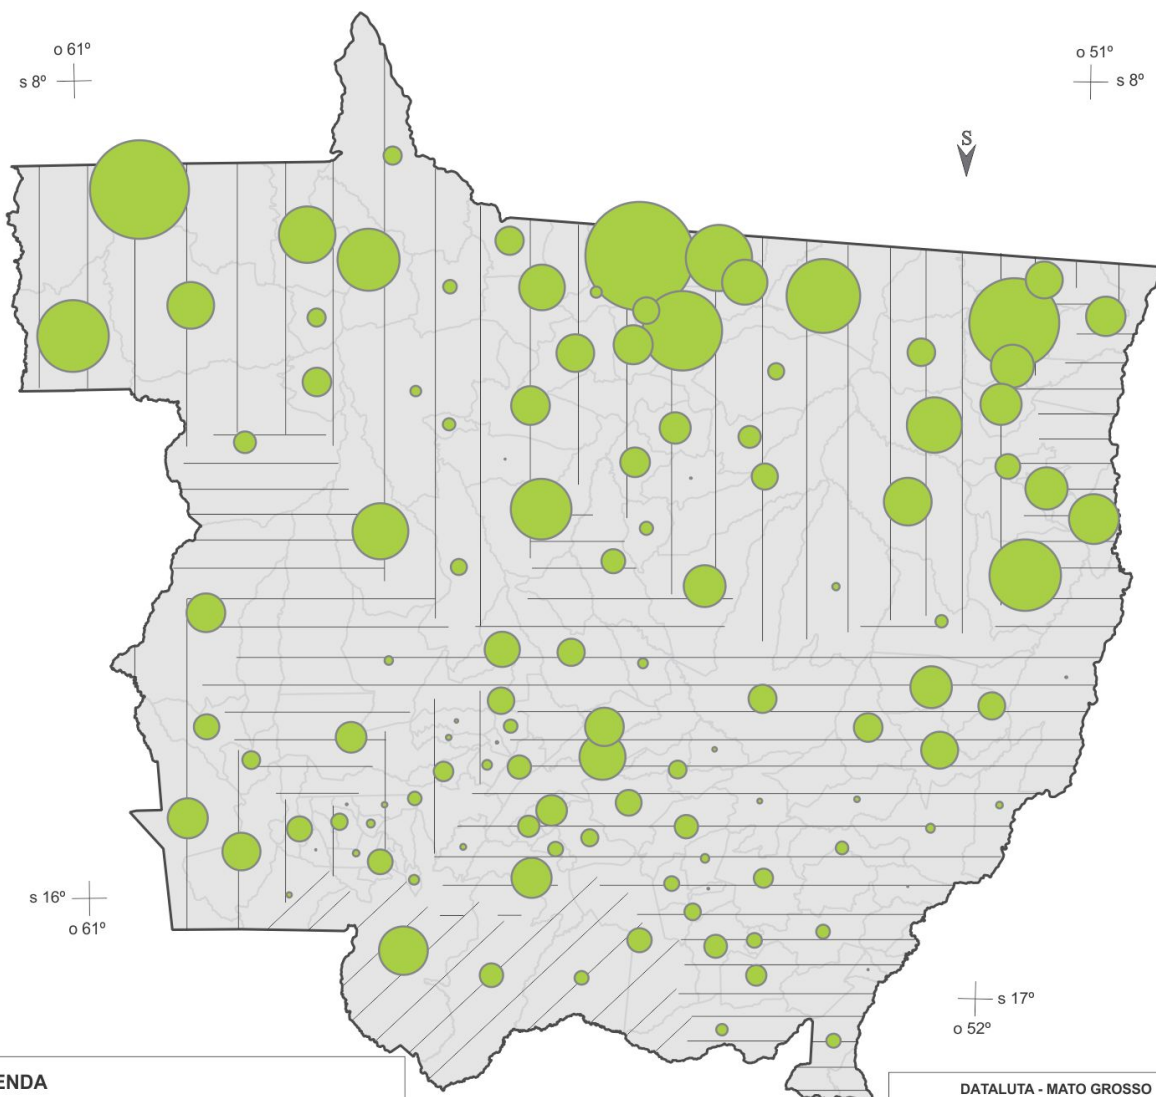 o 61º
s 8º
o 51º
s 8º
S
s 16º
o 61º
s 17º
o 52º
ENDA
DATALUTA - MATO GROSSO